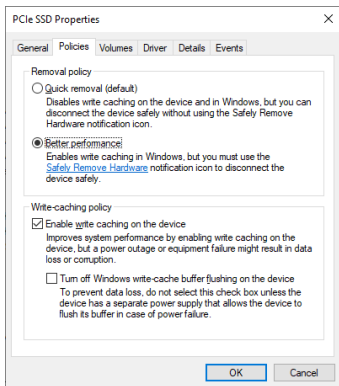 PCIe SSD Properties
General Policies Volumes Driver Details Events
Removal policy
Quick removal (default)
Disables write caching on the device and in Windows, but you can
disconnect the device safely without using the Safely Remove
Hardware notification icon.
Better performance
Enables write caching in Windows, but you must use the
Safely Remove Hardware notification icon to disconnect the
device safely.
Write-caching policy
Enable write caching on the device
Improves system performance by enabling write caching on the
device, but a power outage or equipment failure might result in data
loss or corruption.
Turn off Windows write-cache buffer flushing on the device
To prevent data loss, do not select this check box unless the
device has a separate power supply that allows the device to
flush its buffer in case of power failure.
OK Cancel